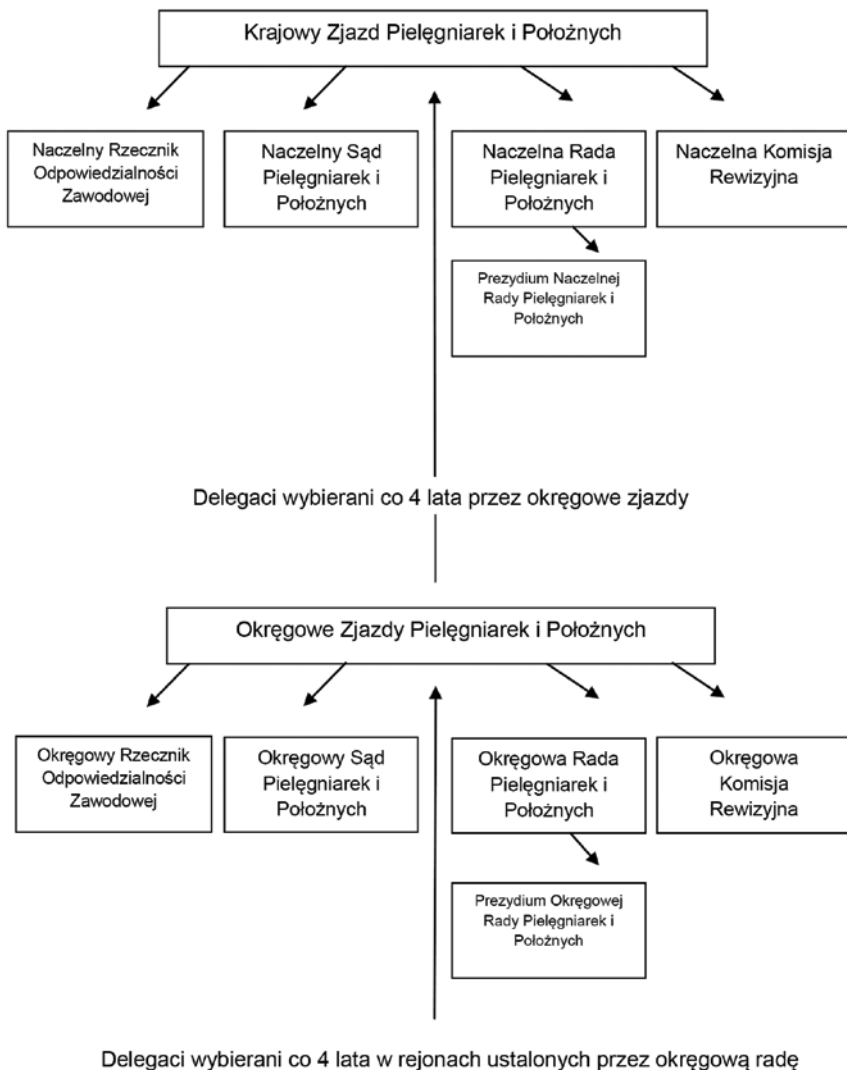 Krajowy Zjazd Pielęgniarek i Położnych
Naczelny Rzecznik
Odpowiedzialności
Zawodowej
Naczelny Sąd
Pielęgniarek i
Położnych
Naczelna Rada
Pielęgniarek i
Położnych
Naczelna Komisja
Rewizyjna
Prezydium Naczelnej
Rady Pielęgniarek i
Położnych
Delegaci wybierani co 4 lata przez okręgowe zjazdy
Okręgowe Zjazdy Pielęgniarek i Położnych
Okręgowy Rzecznik
Odpowiedzialności
Zawodowej
Okręgowy Sąd
Pielęgniarek i
Położnych
Okręgowa Rada
Pielęgniarek i
Położnych
Okręgowa
Komisja
Rewizyjna
Prezydium Okręgowej
Rady Pielęgniarek i
Położnych
Delegaci wybierani co 4 lata w rejonach ustalonych przez okręgową radę